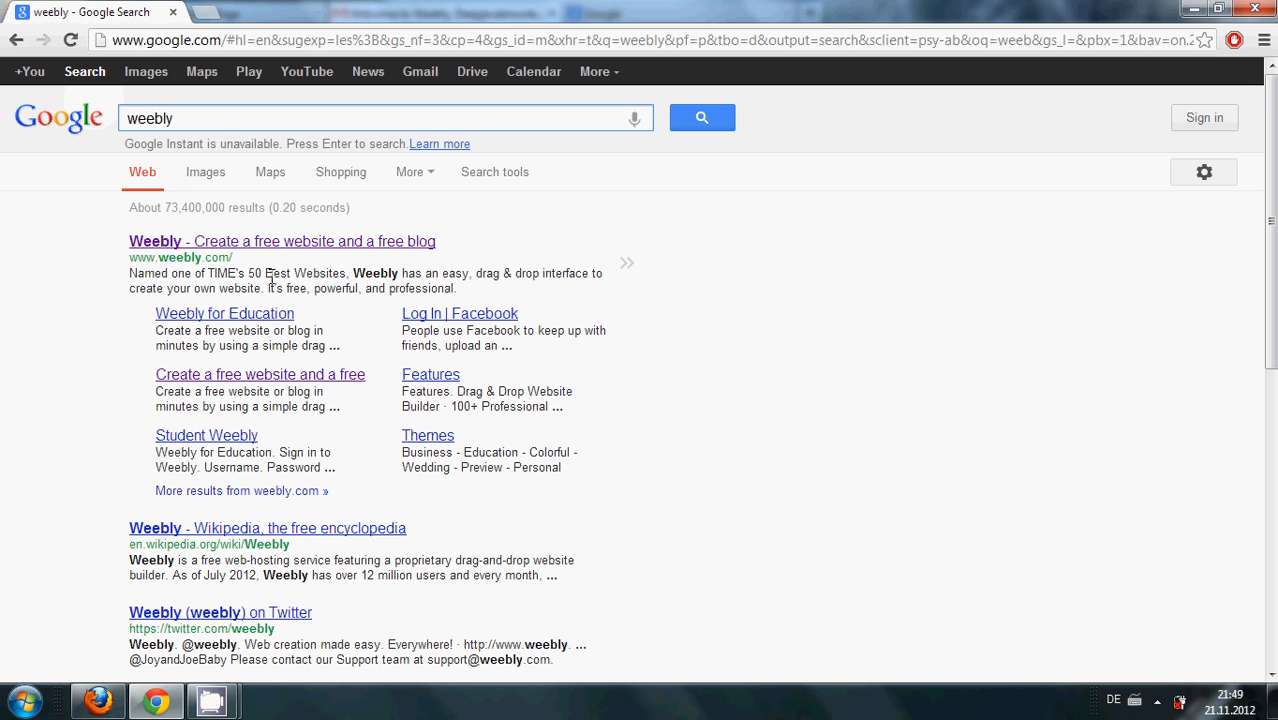 weebly - Google Search
www.google.com/#hl=en&sugexp=les%3B&gs_nf=3&cp=4&gs_id=m&xhr=t&q=weebly&pf=p&tbo=d&output=search&sclient=psy-ab&oq=weeb&gs_l=&pbx=1&bav=on.2
+You Search Images Maps Play YouTube News Gmail Drive Calendar More
Google weebly Sign in
Google Instant is unavailable. Press Enter to search. Learn more
Web Images Maps Shopping More Search tools
About 73,400,000 results (0.20 seconds)
Weebly - Create a free website and a free blog
www.weebly.com/
Named one of TIME's 50 Best Websites, Weebly has an easy, drag & drop interface to
create your own website. It's free, powerful, and professional.
Weebly for Education
Create a free website or blog in
minutes by using a simple drag ...
Log In | Facebook
People use Facebook to keep up with
friends, upload an ...
Create a free website and a free
Create a free website or blog in
minutes by using a simple drag ...
Features
Features. Drag & Drop Website
Builder · 100+ Professional ...
Student Weebly
Weebly for Education. Sign in to
Weebly. Username. Password ...
Themes
Business - Education - Colorful -
Wedding - Preview - Personal
More results from weebly.com »
Weebly - Wikipedia, the free encyclopedia
en.wikipedia.org/wiki/Weebly
Weebly is a free web-hosting service featuring a proprietary drag-and-drop website
builder. As of July 2012, Weebly has over 12 million users and every month, ...
Weebly (weebly) on Twitter
https://twitter.com/weebly
Weebly. @weebly. Web creation made easy. Everywhere! · http://www.weebly. ...
@JoyandJoeBaby Please contact our Support team at support@weebly.com.
DE 21:49
21.11.2012